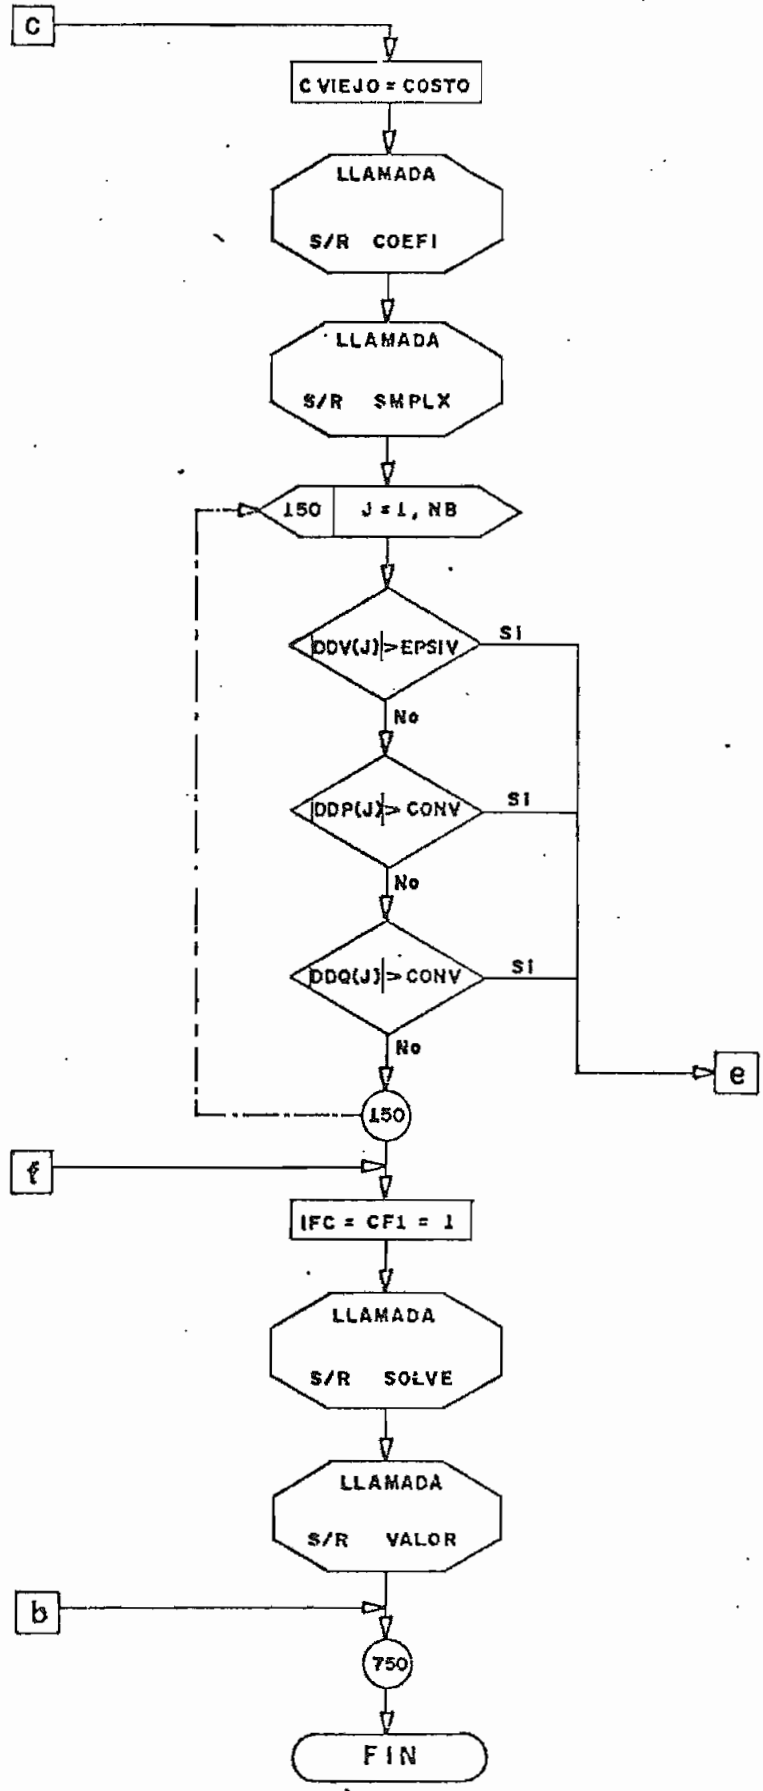 C
C VIEJO = COSTO
LLAMADA
S/R COEFI
LLAMADA
S/R SMPLX
150 J = 1, NB
|DDV(J)|>EPSIV
SI
No
|DDP(J)|>CONV
SI
No
|DDQ(J)|>CONV
SI
No
e
150
f
IFC = CF1 = 1
LLAMADA
S/R SOLVE
LLAMADA
S/R VALOR
b
750
FIN